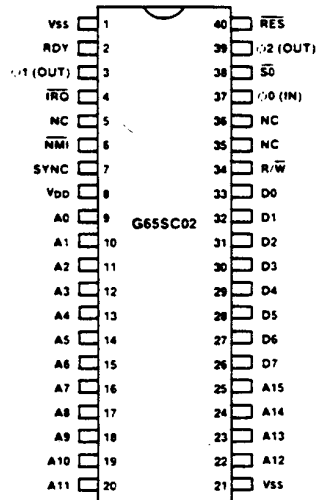 Vss 1 40 R̅E̅S̅
RDY 2 39 ϕ2 (OUT)
ϕ1 (OUT) 3 38 S̅0̅
I̅R̅Q̅ 4 37 ϕ0 (IN)
NC 5 36 NC
N̅M̅I̅ 6 35 NC
SYNC 7 34 R/W̅
VDD 8 33 D0
A0 9 32 D1
G65SC02
A1 10 31 D2
A2 11 30 D3
A3 12 29 D4
A4 13 28 D5
A5 14 27 D6
A6 15 26 D7
A7 16 25 A15
A8 17 24 A14
A9 18 23 A13
A10 19 22 A12
A11 20 21 Vss